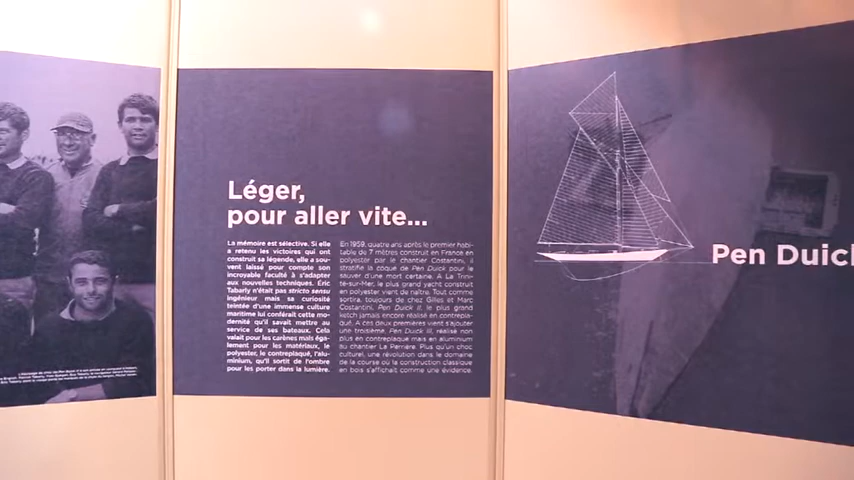 Léger,
pour aller vite...
La mémoire est sélective. Si elle
a retenu les victoires qui ont
construit sa légende, elle a sou-
vent laissé pour compte son
incroyable faculté à s'adapter
aux nouvelles techniques. Éric
Tabarly n'était pas stricto sensu
ingénieur mais sa curiosité
teintée d'une immense culture
maritime lui conférait cette mo-
dernité qu'il savait mettre au
service de ses bateaux. Cela
valait pour les carènes mais éga-
lement pour les matériaux, le
polyester, le contreplaqué, l'alu-
minium, qu'il sortit de l'ombre
pour les porter dans la lumière.
En 1959, quatre ans après le premier habi-
table de 7 mètres construit en France en
polyester par le chantier Costantini, il
stratifia la coque de Pen Duick pour le
sauver d'une mort certaine. À La Trini-
té-sur-Mer, le plus grand yacht construit
en polyester vient de naître. Tout comme
sortira, toujours de chez Gilles et Marc
Costantini, Pen Duick II, le plus grand
ketch jamais encore réalisé en contrepla-
qué. À ces deux premières vient s'ajouter
une troisième, Pen Duick III, réalisé non
plus en contreplaqué mais en aluminium
au chantier La Perrière. Plus qu'un choc
culturel, une révolution dans le domaine
de la course où la construction classique
en bois s'affichait comme une évidence.
Pen Duick